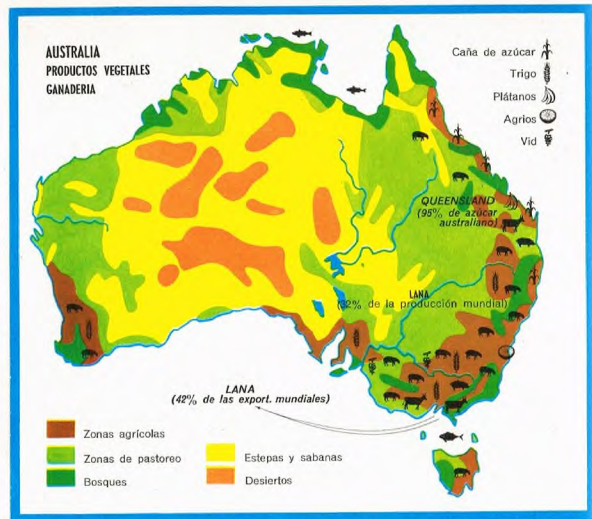 AUSTRALIA
PRODUCTOS VEGETALES
GANADERIA
Caña de azúcar
Trigo
Plátanos
Agrios
Vid
QUEENSLAND
(95% de azúcar
australiano)
LANA
(32% de la producción mundial)
LANA
(42% de las export. mundiales)
Zonas agrícolas
Zonas de pastoreo
Bosques
Estepas y sabanas
Desiertos